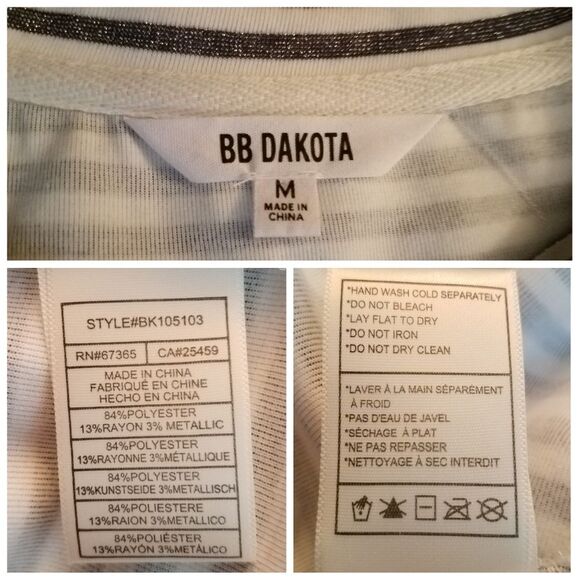 BB DAKOTA
M
MADE IN
CHINA
STYLE#BK105103
RN#67365 CA#25459
MADE IN CHINA
FABRIQUÉ EN CHINE
HECHO EN CHINA
84%POLYESTER
13%RAYON 3% METALLIC
84%POLYESTER
13%RAYONNE 3%MÉTALLIQUE
84%POLYESTER
13%KUNSTSEIDE 3%METALLISCH
84%POLIESTERE
13%RAION 3%METALLICO
84%POLIÉSTER
13%RAYÓN 3%METÁLICO
*HAND WASH COLD SEPARATELY
*DO NOT BLEACH
*LAY FLAT TO DRY
*DO NOT IRON
*DO NOT DRY CLEAN
*LAVER À LA MAIN SÉPARÉMENT
À FROID
*PAS D'EAU DE JAVEL
*SÉCHAGE À PLAT
*NE PAS REPASSER
*NETTOYAGE À SEC INTERDIT